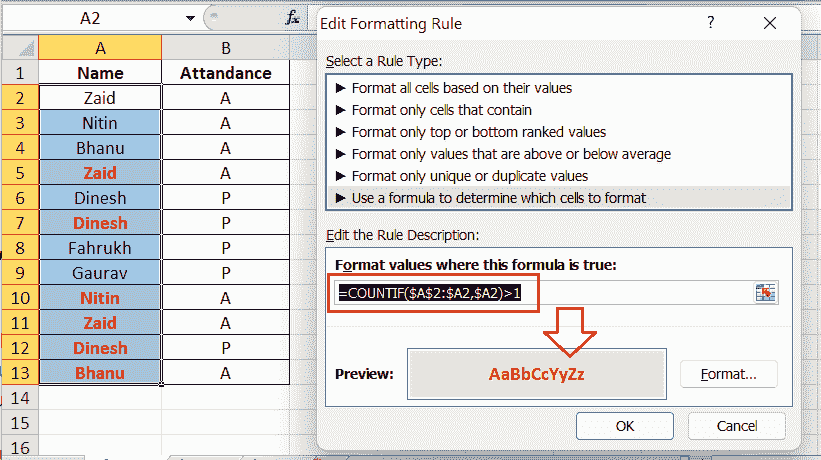 A2 fx
A B
1 Name Attandance
2 Zaid A
3 Nitin A
4 Bhanu A
5 Zaid A
6 Dinesh P
7 Dinesh P
8 Fahrukh P
9 Gaurav P
10 Nitin A
11 Zaid A
12 Dinesh P
13 Bhanu A
14
15
16
Edit Formatting Rule ?
Select a Rule Type:
► Format all cells based on their values
► Format only cells that contain
► Format only top or bottom ranked values
► Format only values that are above or below average
► Format only unique or duplicate values
► Use a formula to determine which cells to format
Edit the Rule Description:
Format values where this formula is true:
=COUNTIF($A$2:$A2,$A2)>1
Preview: AaBbCcYyZz Format...
OK Cancel